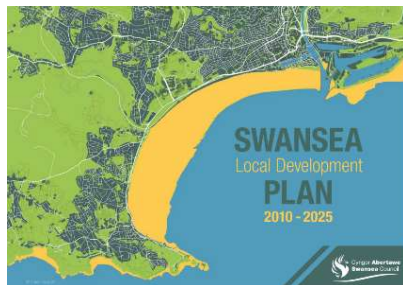 SWANSEA
Local Development
PLAN
2010 - 2025
Cyngor Abertawe
Swansea Council